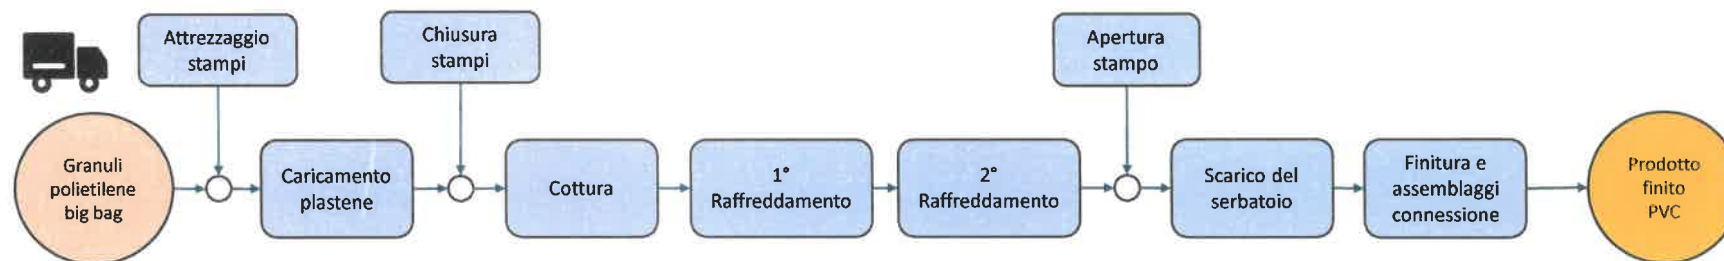 Attrezzaggio
stampi
Chiusura
stampi
Apertura
stampo
Granuli
polietilene
big bag
Caricamento
plastene
Cottura
1°
Raffreddamento
2°
Raffreddamento
Scarico del
serbatoio
Finitura e
assemblaggi
connessione
Prodotto
finito
PVC